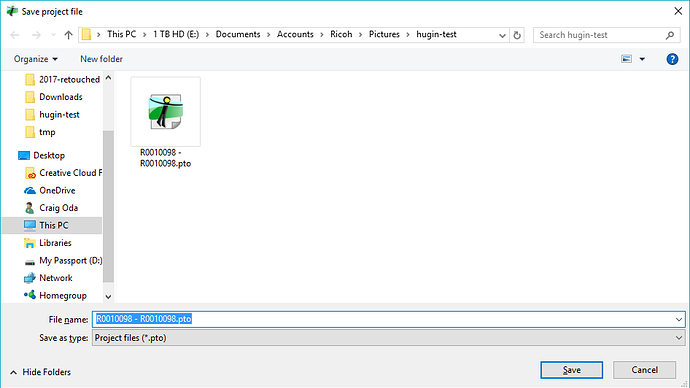 Save project file
This PC > 1 TB HD (E:) > Documents > Accounts > Ricoh > Pictures > hugin-test
Search hugin-test
Organize
New folder
2017-retouched
Downloads
hugin-test
tmp
Desktop
Creative Cloud F
OneDrive
Craig Oda
This PC
Libraries
My Passport (D:)
Network
Homegroup
R0010098 -
R0010098.pto
File name: R0010098 - R0010098.pto
Save as type: Project files (*.pto)
Hide Folders
Save
Cancel